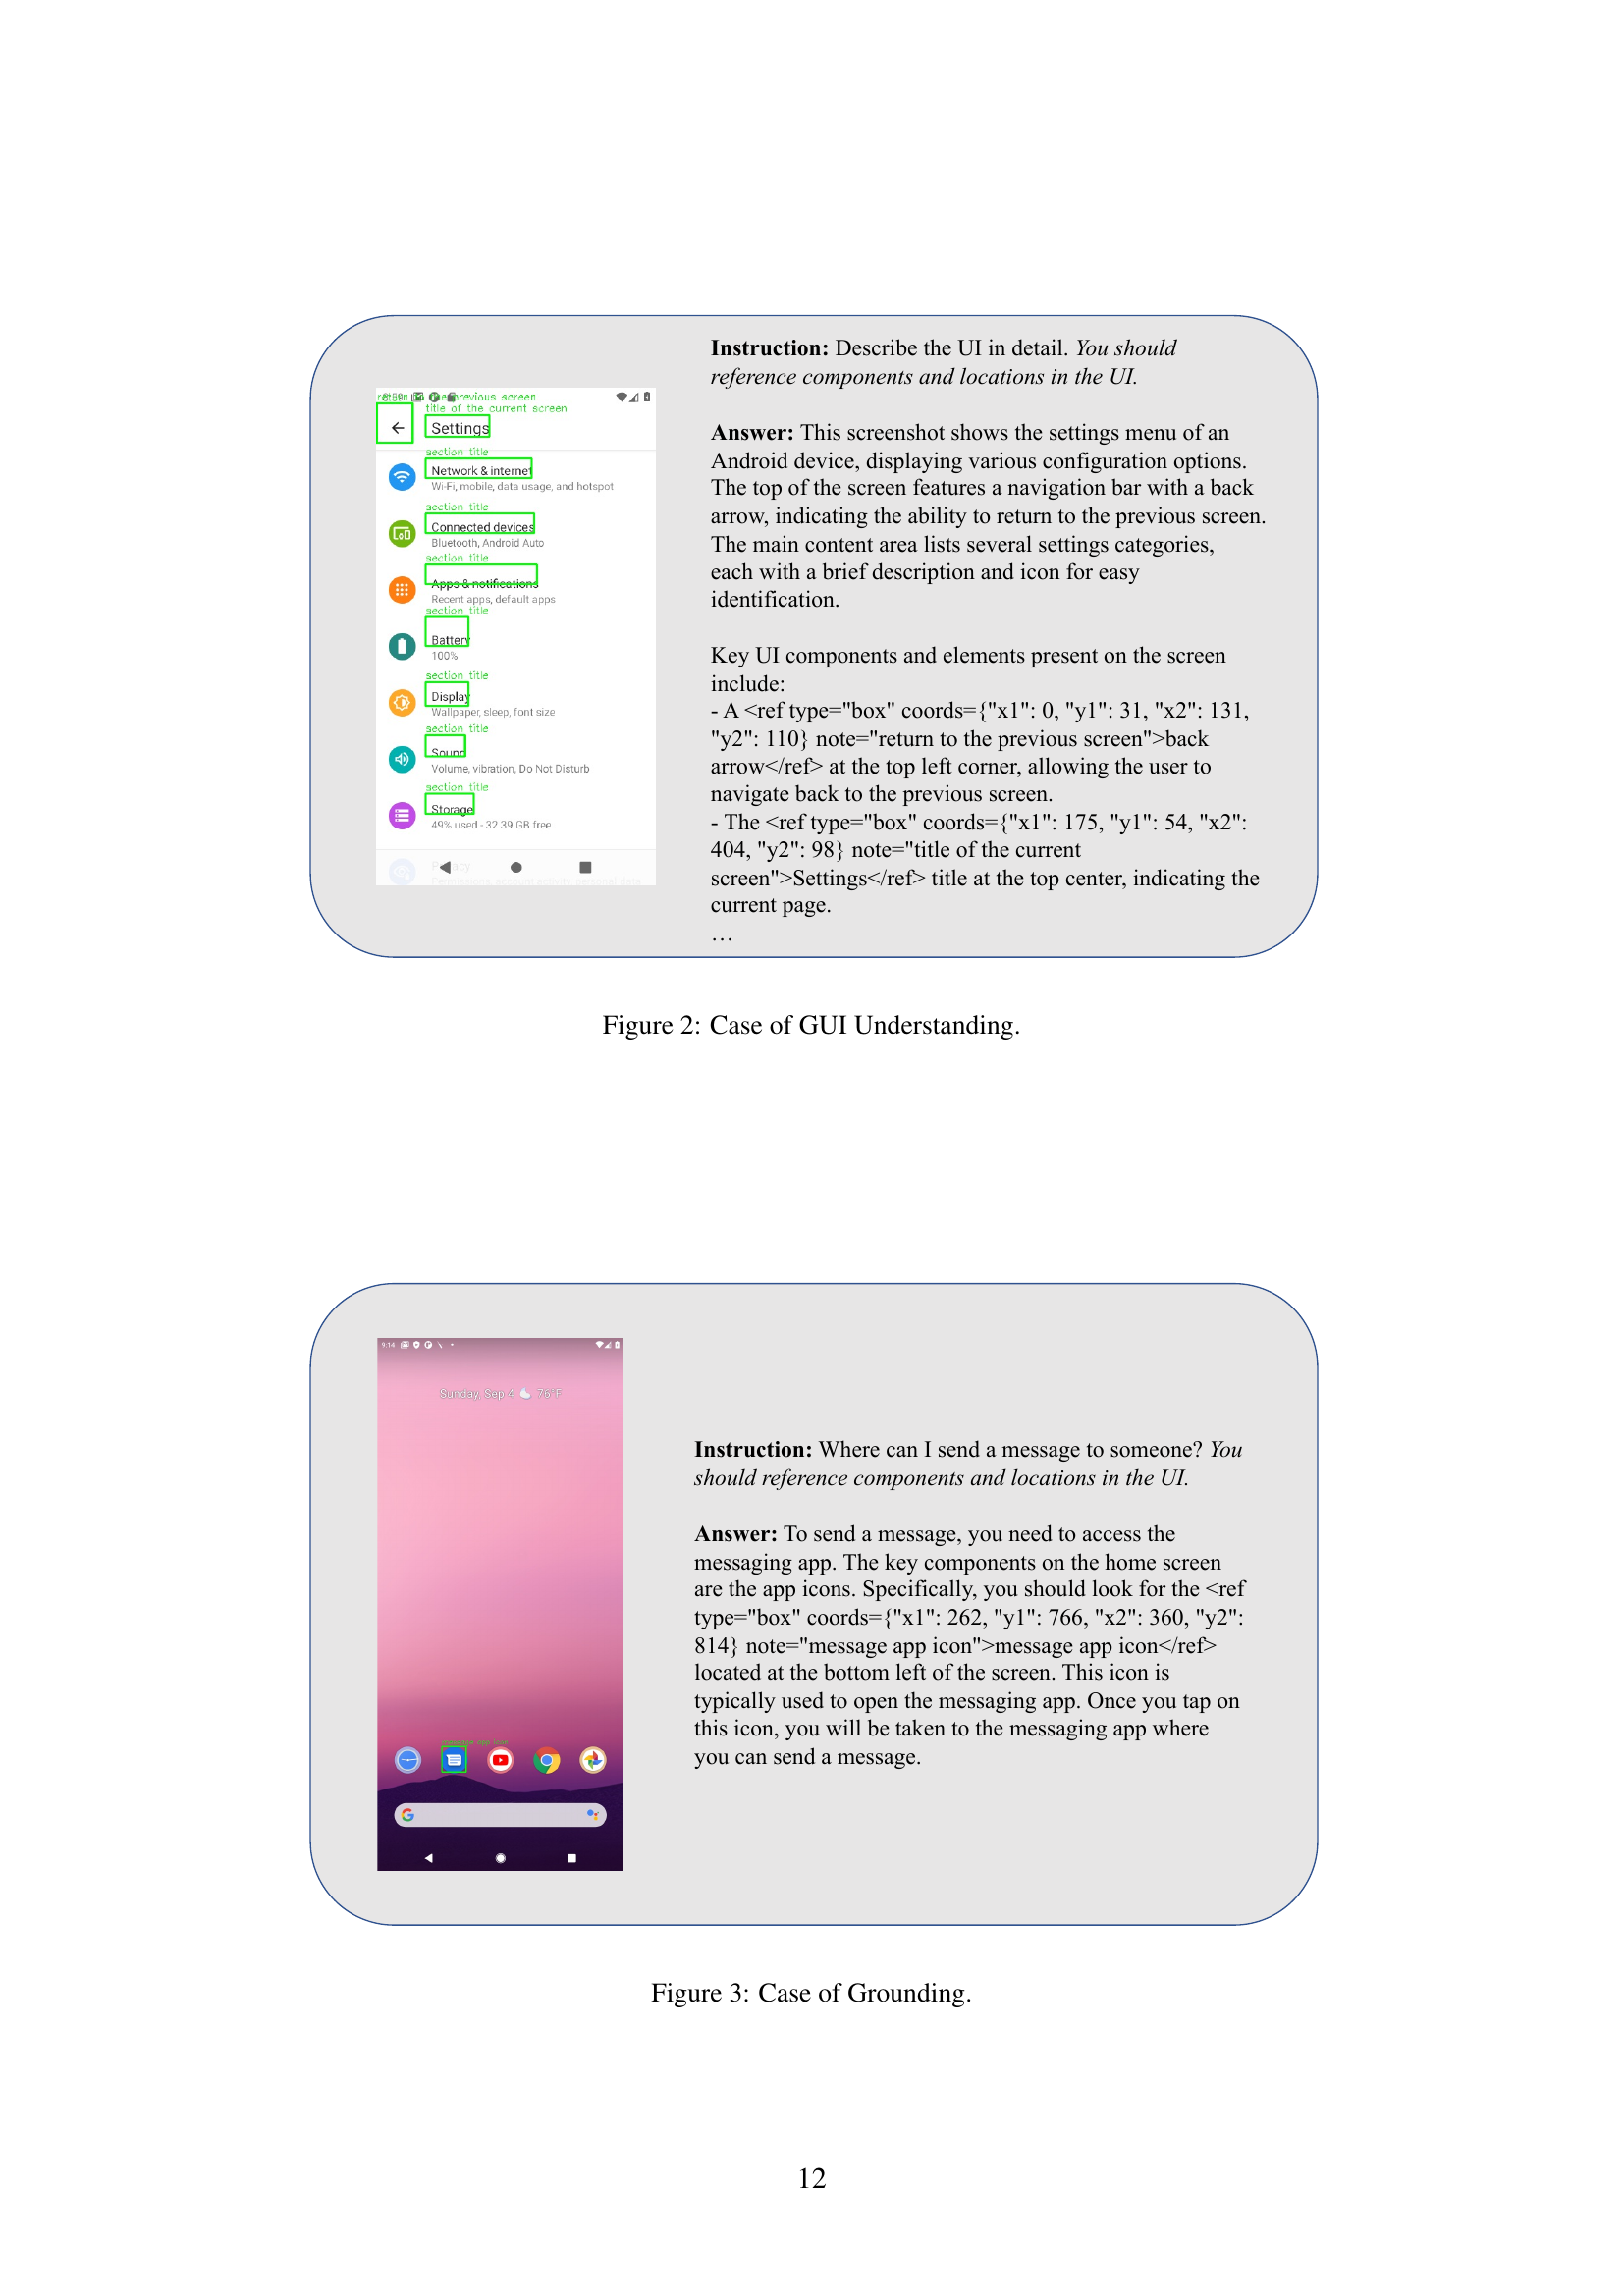 return to the previous screen
title of the current screen
Settings
section title
Network & internet
Wi-Fi, mobile, data usage, and hotspot
section title
Connected devices
Bluetooth, Android Auto
section title
Apps & notifications
Recent apps, default apps
section title
Battery
100%
section title
Display
Wallpaper, sleep, font size
section title
Sound
Volume, vibration, Do Not Disturb
section title
Storage
49% used - 32.39 GB free
Privacy
Instruction: Describe the UI in detail. You should
reference components and locations in the UI.
Answer: This screenshot shows the settings menu of an
Android device, displaying various configuration options.
The top of the screen features a navigation bar with a back
arrow, indicating the ability to return to the previous screen.
The main content area lists several settings categories,
each with a brief description and icon for easy
identification.
Key UI components and elements present on the screen
include:
- A <ref type="box" coords={"x1": 0, "y1": 31, "x2": 131,
"y2": 110} note="return to the previous screen">back
arrow</ref> at the top left corner, allowing the user to
navigate back to the previous screen.
- The <ref type="box" coords={"x1": 175, "y1": 54, "x2":
404, "y2": 98} note="title of the current
screen">Settings</ref> title at the top center, indicating the
current page.
…
Figure 2: Case of GUI Understanding.
9:14
Sunday, Sep 4 76°F
message app icon
Instruction: Where can I send a message to someone? You
should reference components and locations in the UI.
Answer: To send a message, you need to access the
messaging app. The key components on the home screen
are the app icons. Specifically, you should look for the <ref
type="box" coords={"x1": 262, "y1": 766, "x2": 360, "y2":
814} note="message app icon">message app icon</ref>
located at the bottom left of the screen. This icon is
typically used to open the messaging app. Once you tap on
this icon, you will be taken to the messaging app where
you can send a message.
Figure 3: Case of Grounding.
12